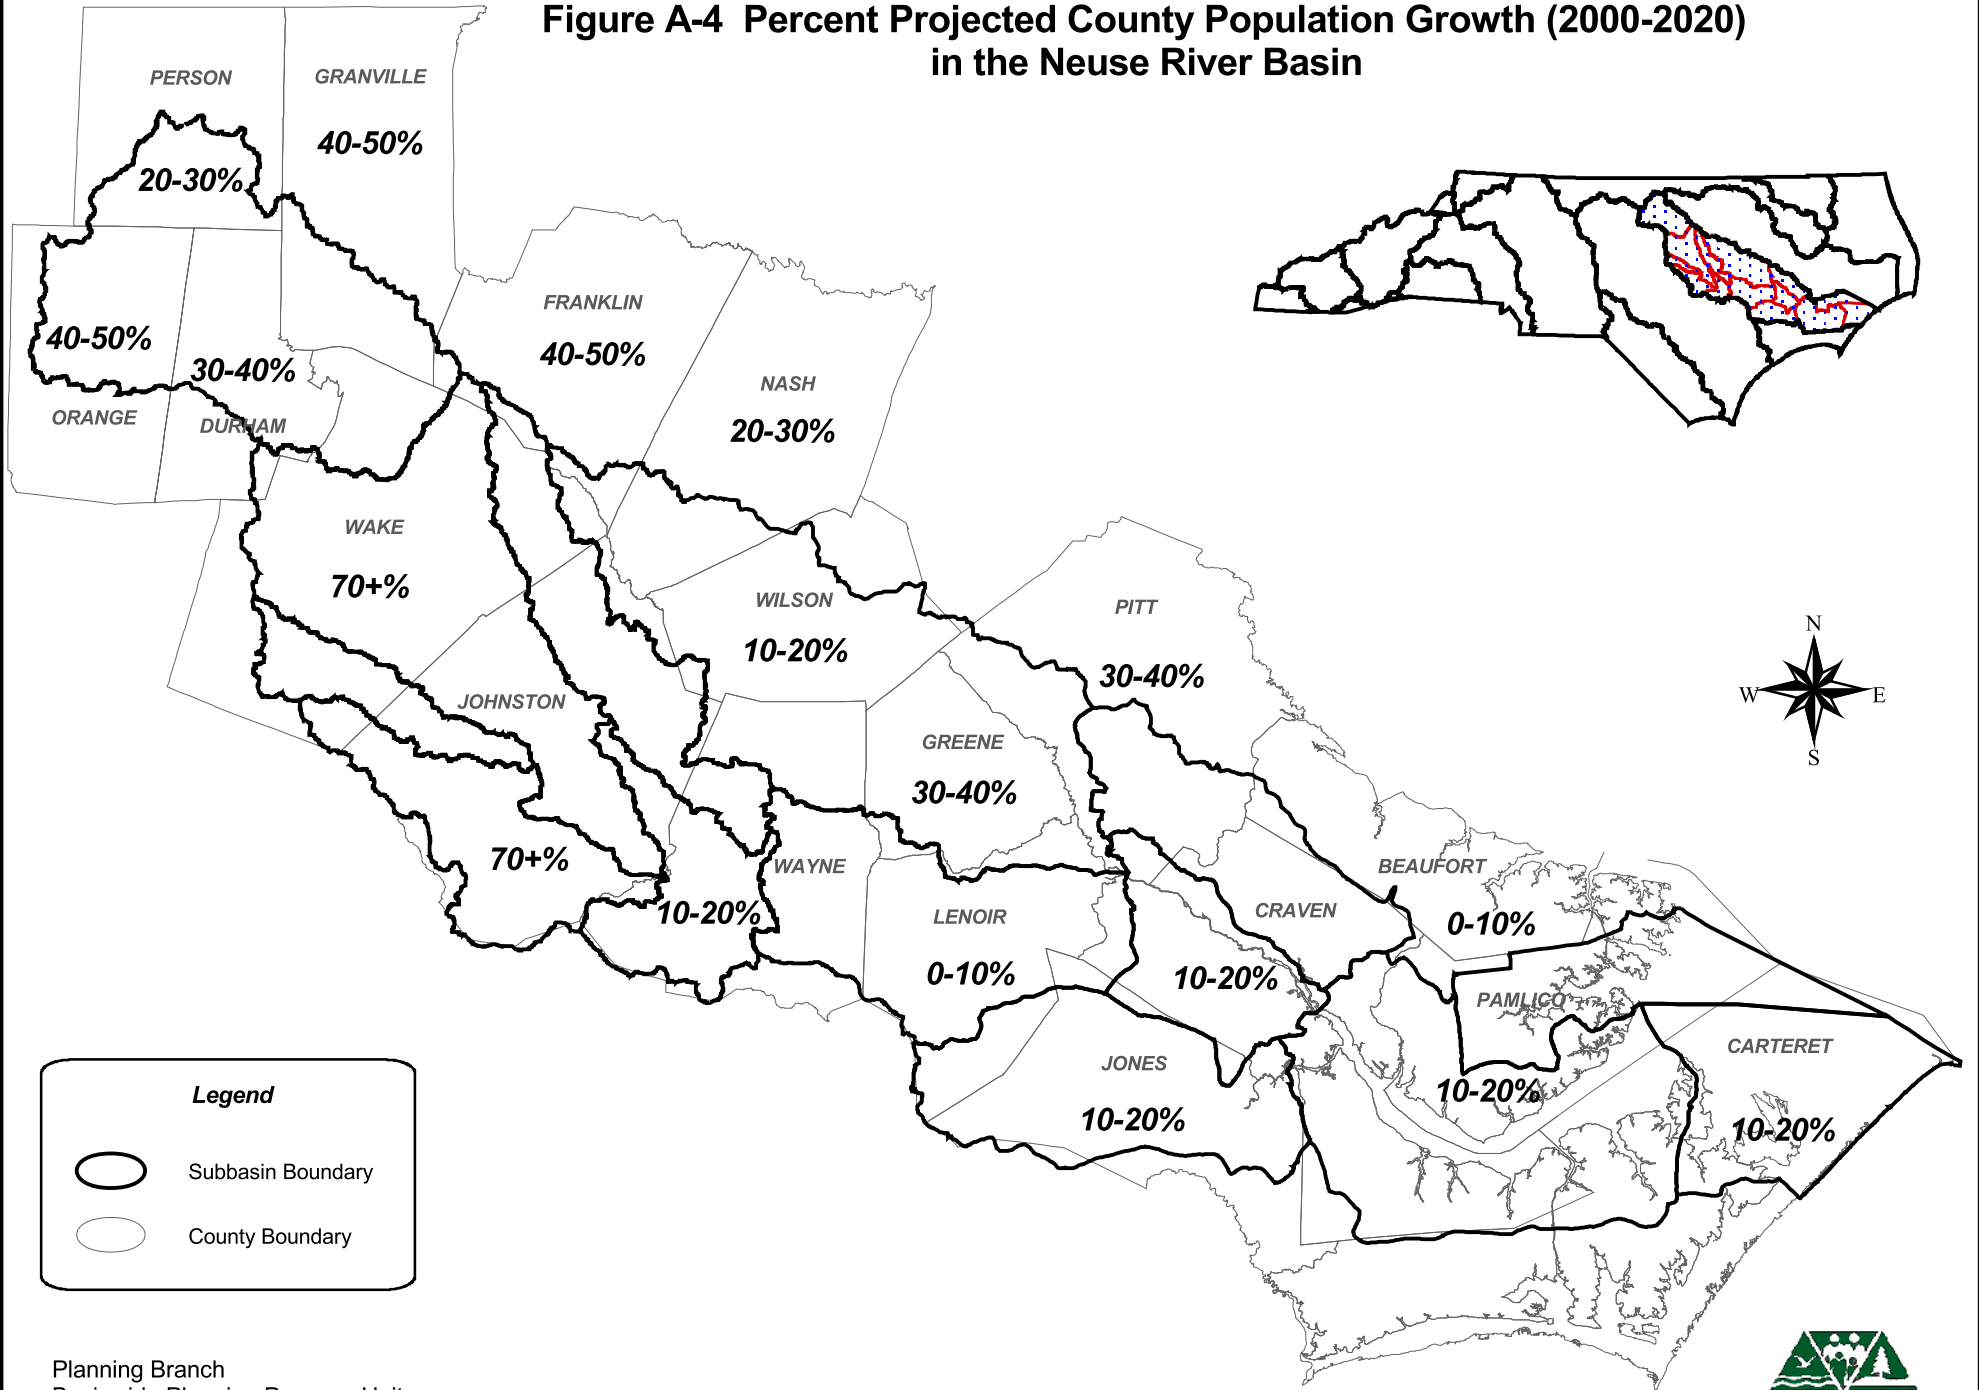 Figure A-4 Percent Projected County Population Growth (2000-2020)
in the Neuse River Basin
PERSON
20-30%
GRANVILLE
40-50%
40-50%
ORANGE
30-40%
DURHAM
FRANKLIN
40-50%
NASH
20-30%
WAKE
70+%
WILSON
10-20%
PITT
30-40%
JOHNSTON
70+%
GREENE
30-40%
WAYNE
10-20%
LENOIR
0-10%
CRAVEN
10-20%
BEAUFORT
0-10%
PAMLICO
10-20%
JONES
10-20%
CARTERET
10-20%
N
W
E
S
Legend
Subbasin Boundary
County Boundary
Planning Branch